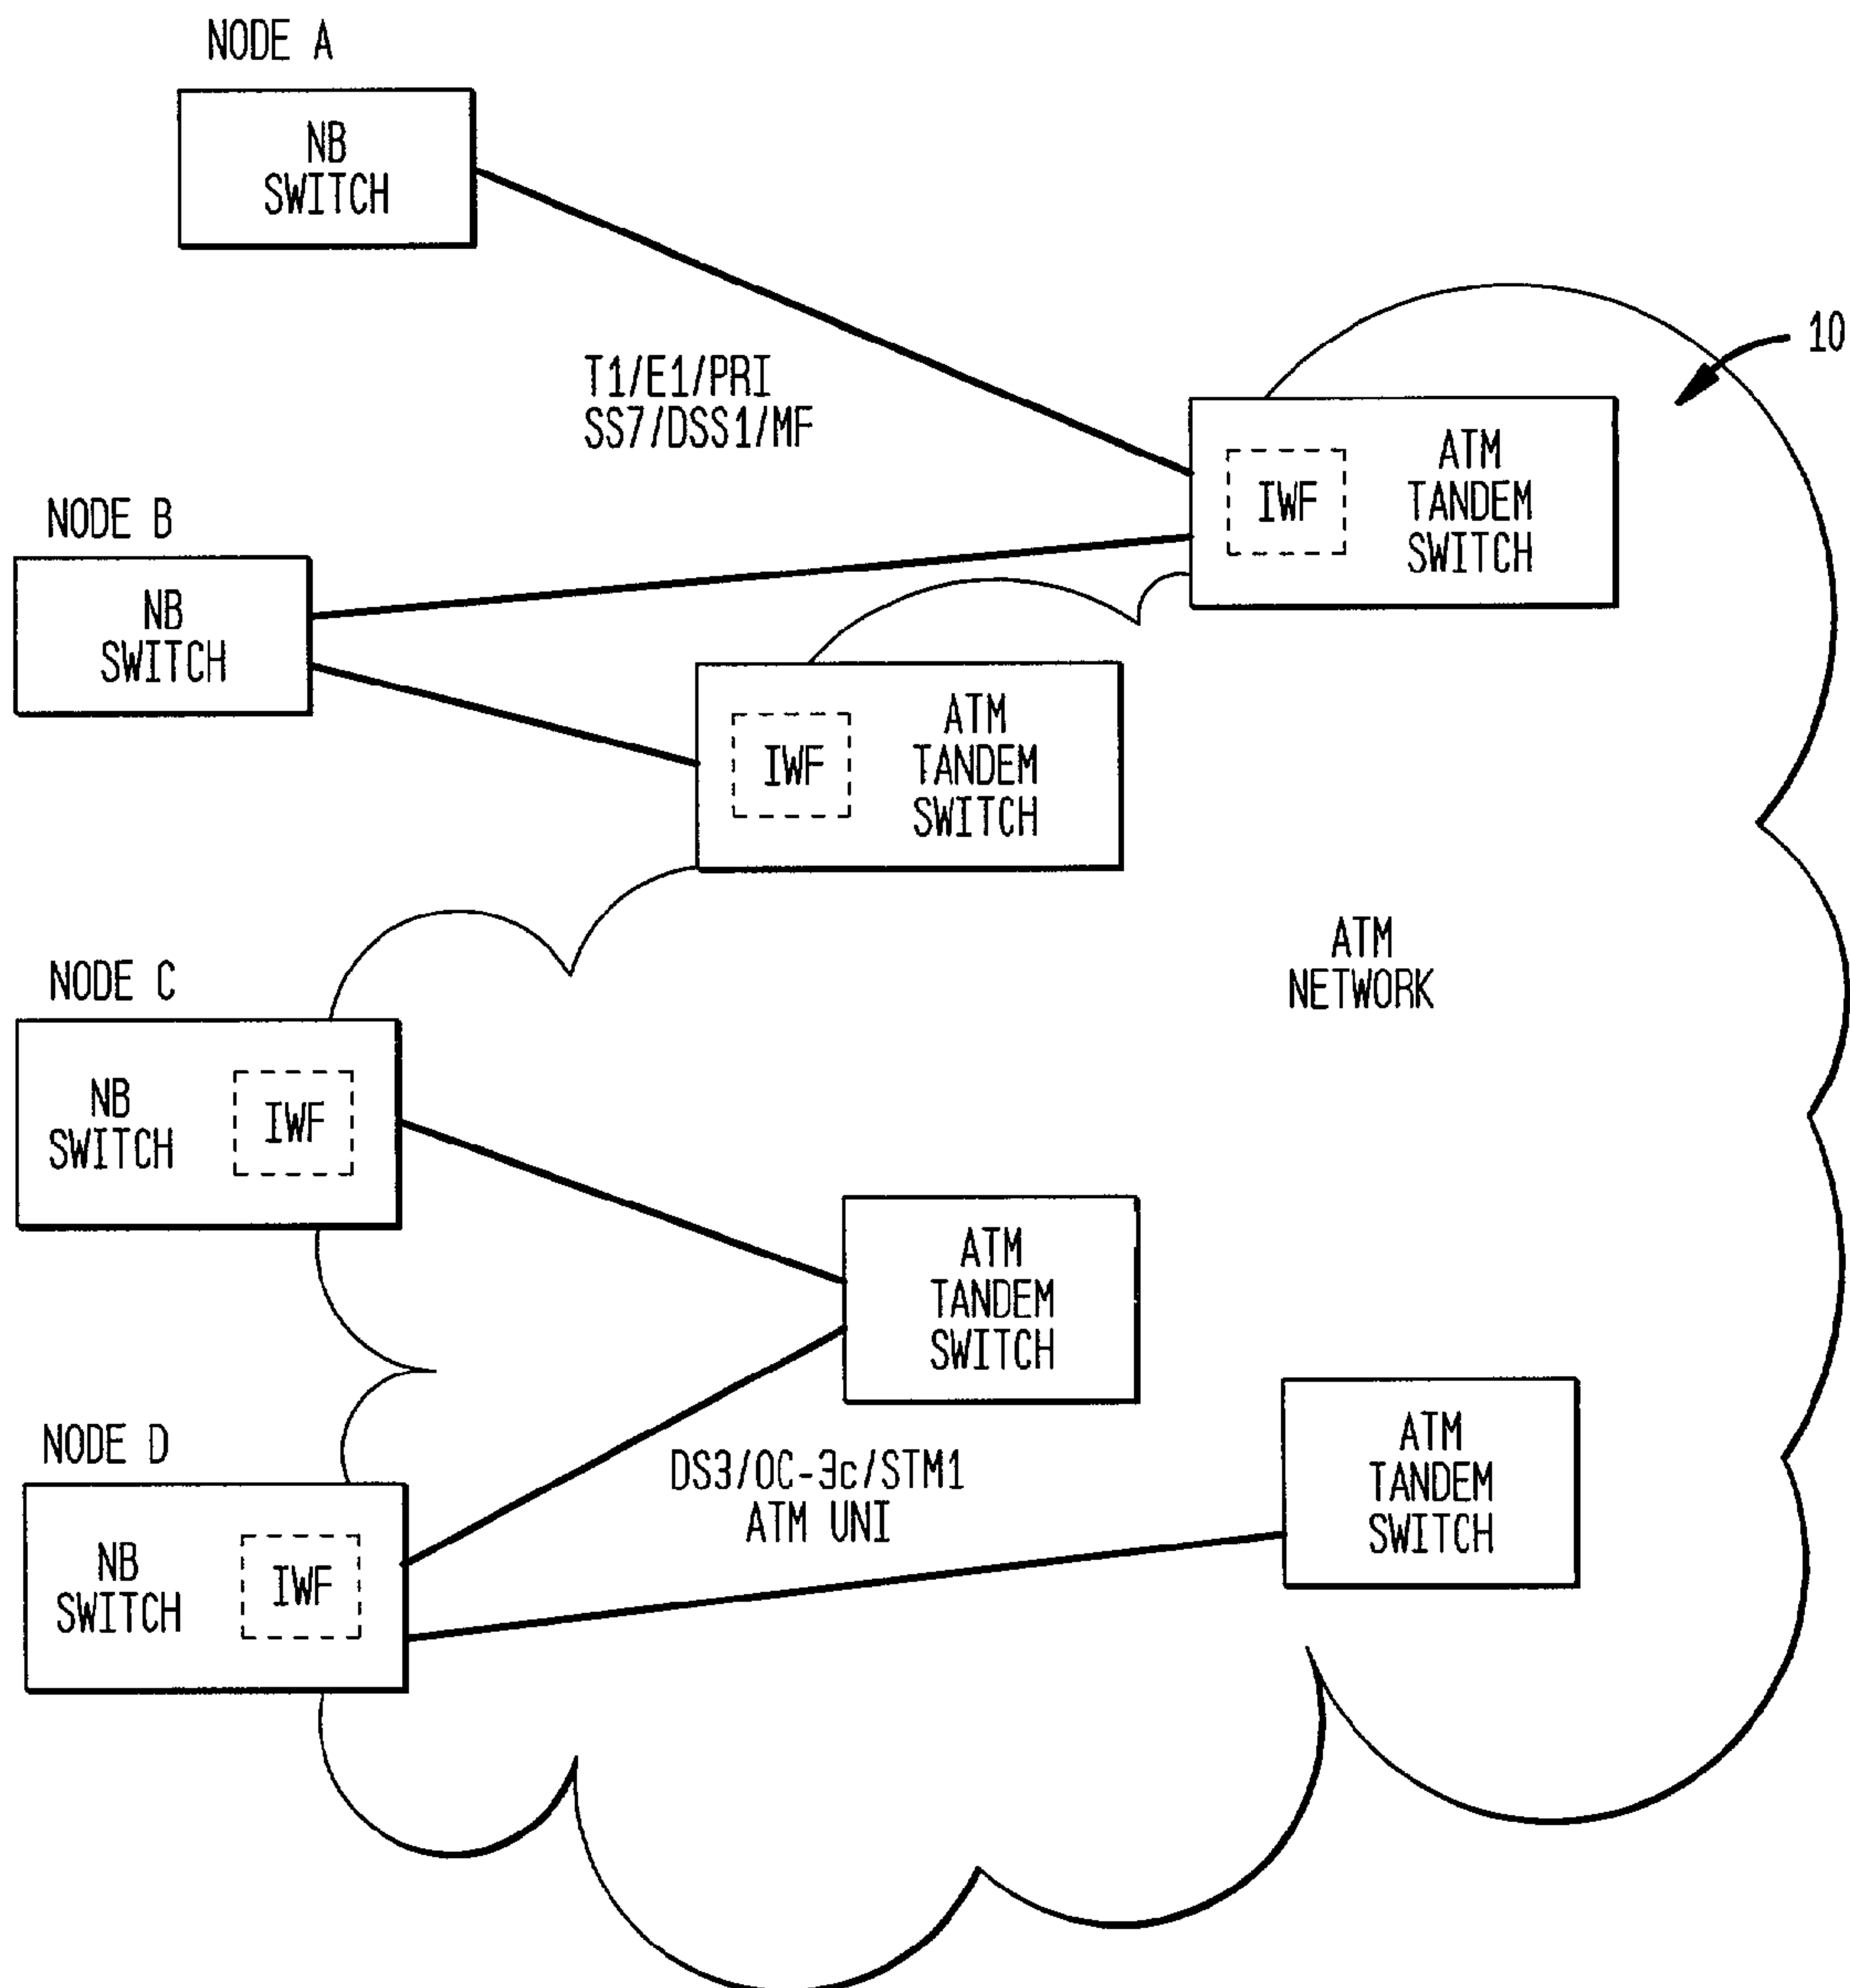 NODE A
NB
SWITCH
10
T1/E1/PRI
SS7/DSS1/MF
IWF
ATM
TANDEM
SWITCH
NODE B
NB
SWITCH
IWF
ATM
TANDEM
SWITCH
ATM
NETWORK
NODE C
NB
SWITCH
IWF
ATM
TANDEM
SWITCH
NODE D
NB
SWITCH
IWF
DS3/OC-3c/STM1
ATM UNI
ATM
TANDEM
SWITCH